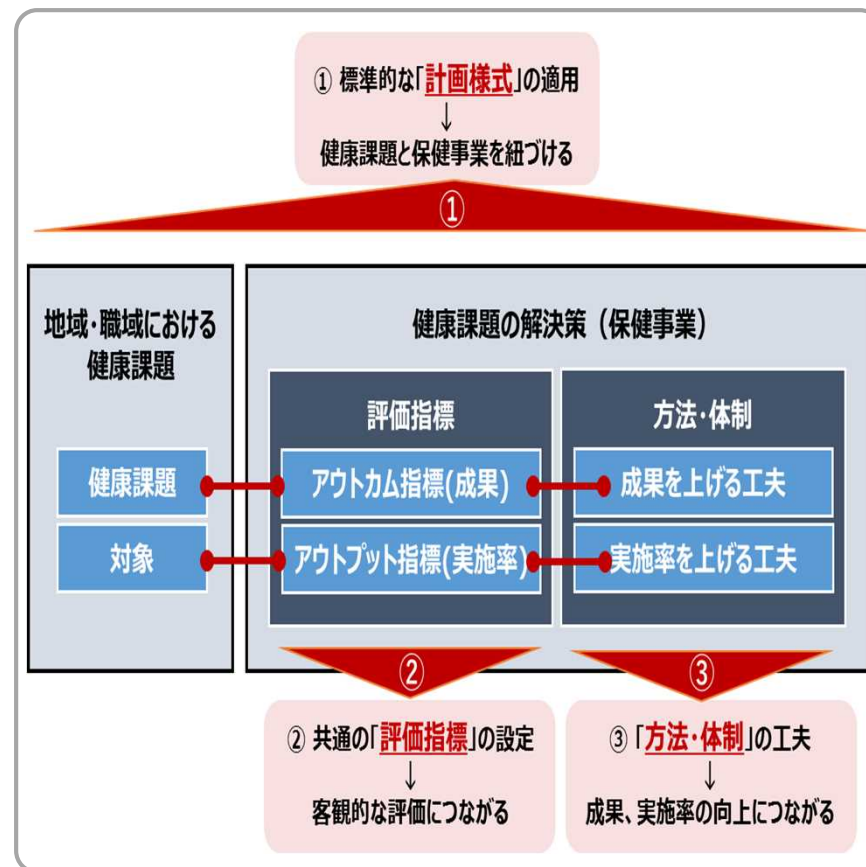 ① 標準的な「計画様式」の適用
↓
健康課題と保健事業を紐づける
①
地域・職域における
健康課題
健康課題
対象
健康課題の解決策（保健事業）
評価指標
アウトカム指標(成果)
アウトプット指標(実施率)
方法・体制
成果を上げる工夫
実施率を上げる工夫
②
③
② 共通の「評価指標」の設定
↓
客観的な評価につながる
③ 「方法・体制」の工夫
↓
成果、実施率の向上につながる